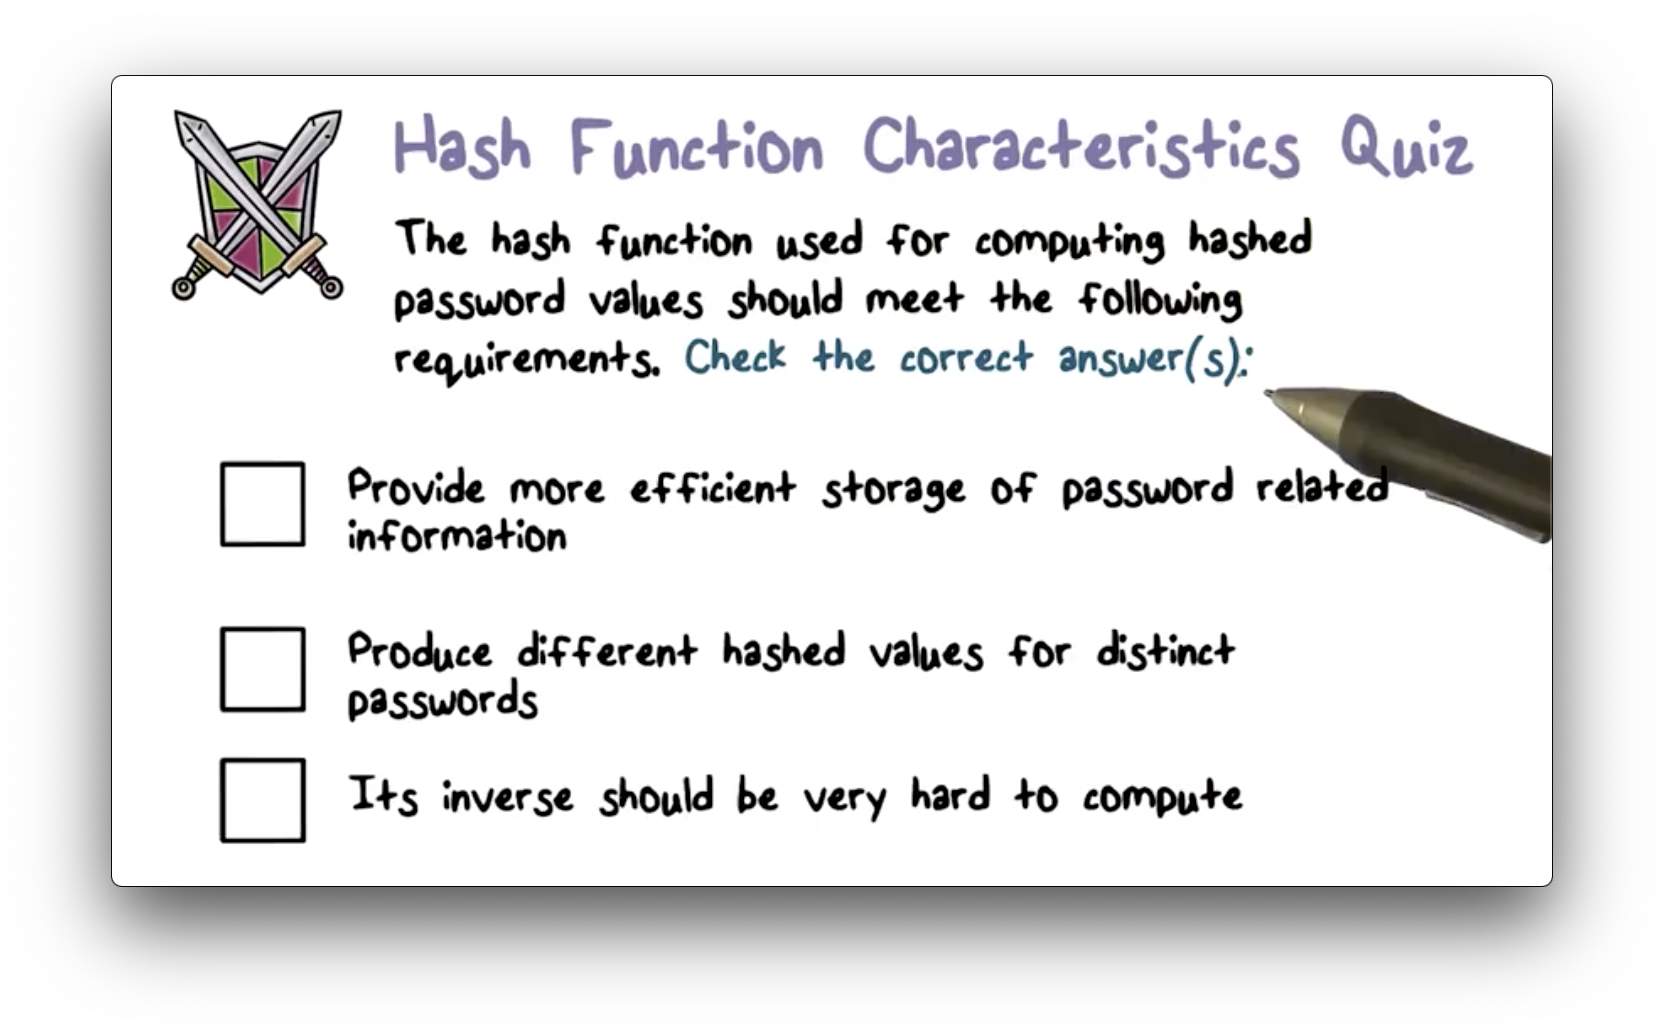 Hash Function Characteristics Quiz
The hash function used for computing hashed
password values should meet the following
requirements. Check the correct answer(s):
Provide more efficient storage of password related
information
Produce different hashed values for distinct
passwords
Its inverse should be very hard to compute